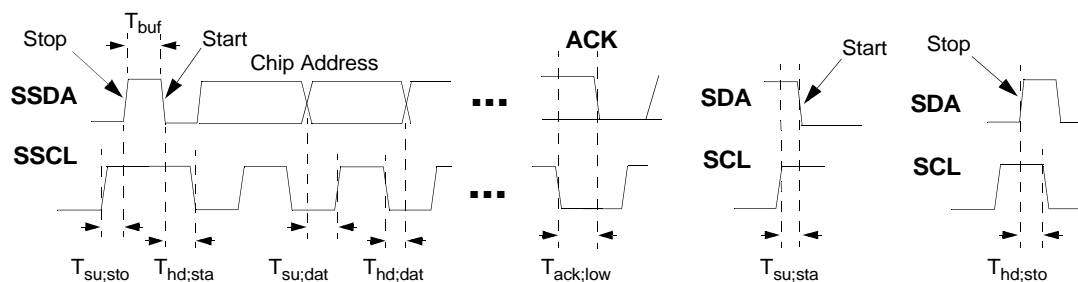 T_buf
Stop
Start
Chip Address
SSDA
SSCL
...
...
T_su;sto
T_hd;sta
T_su;dat
T_hd;dat
ACK
T_ack;low
Start
SDA
SCL
T_su;sta
Stop
SDA
SCL
T_hd;sto